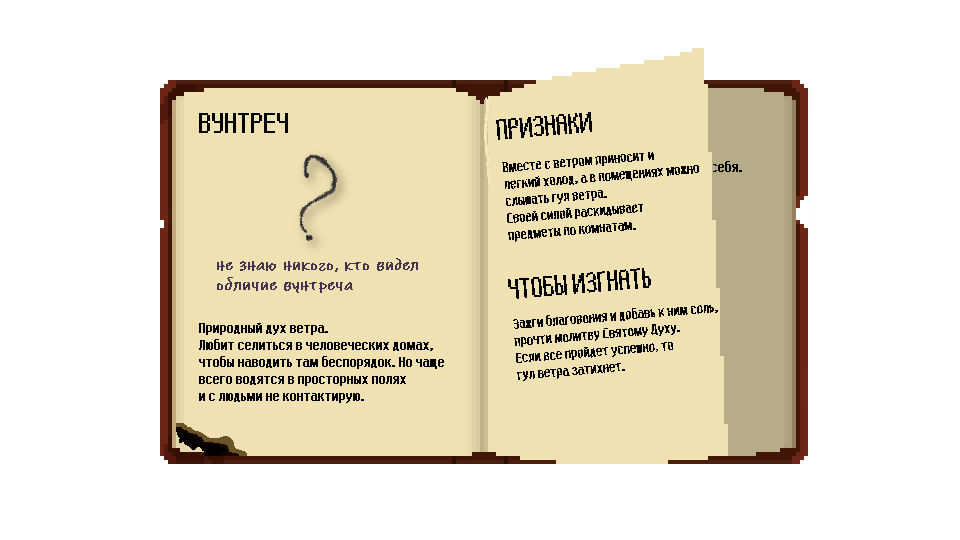 ВУНТРЕЧ
не знаю никого, кто видел
обличие вунтреча
Природный дух ветра.
Любит селиться в человеческих домах,
чтобы наводить там беспорядок. Но чаще
всего водятся в просторных полях
и с людьми не контактирую.
ПРИЗНАКИ
Вместе с ветром приносит и
легкий холод, а в помещениях можно
слышать гул ветра.
Своей силой раскидывает
предметы по комнатам.
ЧТОБЫ ИЗГНАТЬ
Зажги благовония и добавь к ним соль,
прочти молитву Святому Духу.
Если все пройдет успешно, то
гул ветра затихнет.
себя.